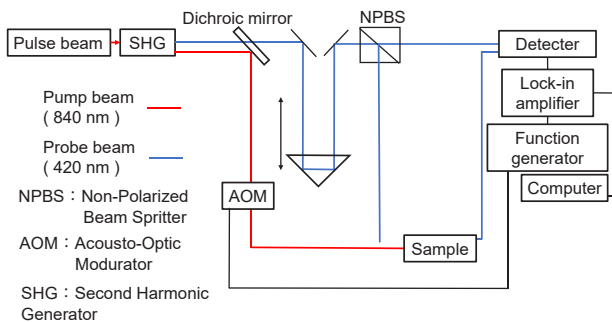 Dichroic mirror
NPBS
Pulse beam
SHG
Detecter
Lock-in
amplifier
Function
generator
Computer
Pump beam
( 840 nm )
Probe beam
( 420 nm )
NPBS：Non-Polarized
Beam Spritter
AOM
AOM：Acousto-Optic
Modurator
Sample
SHG：Second Harmonic
Generator